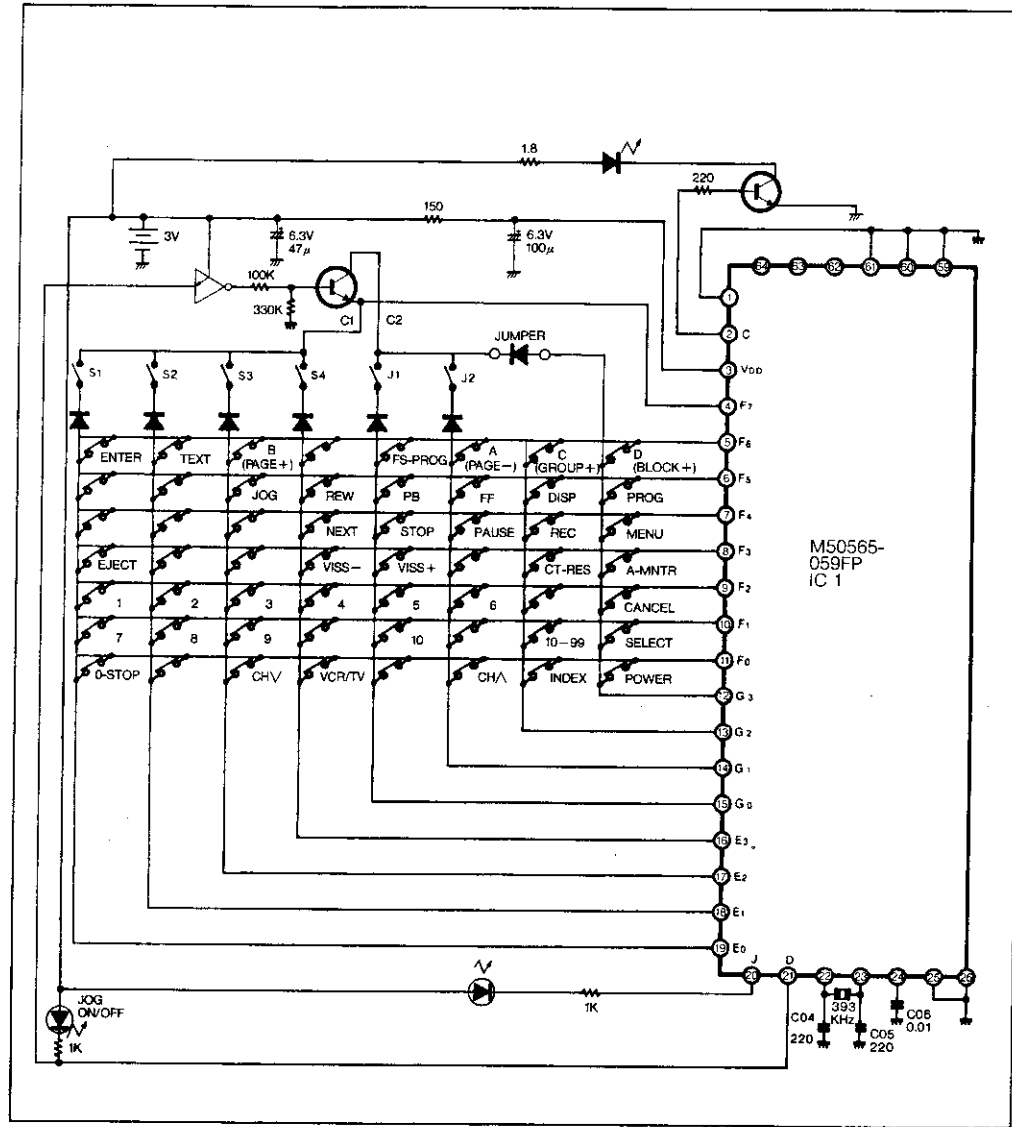 1.8
220
150
3V
6.3V
47μ
6.3V
100μ
100K
330K
C1
C2
JUMPER
S1
S2
S3
S4
J1
J2
64 63 62 61 60 59
1
2 C
3 VDD
4 F7
5 F6
6 F5
7 F4
8 F3
9 F2
10 F1
11 F0
12 G3
13 G2
14 G1
15 G0
16 E3
17 E2
18 E1
19 E0
M50565-
059FP
IC 1
ENTER TEXT B (PAGE+) FS-PROG A (PAGE−) C (GROUP+) D (BLOCK+)
JOG REW PB FF DISP PROG
NEXT STOP PAUSE REC MENU
EJECT VISS− VISS+ CT-RES A-MNTR
1 2 3 4 5 6 CANCEL
7 8 9 10 10−99 SELECT
0-STOP CH∨ VCR/TV CH∧ INDEX POWER
J D
20 21 22 23 24 25 26
JOG
ON/OFF
1K
1K
C04
220
393
KHz
C05
220
C06
0.01